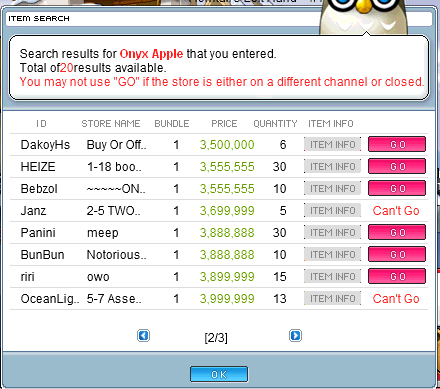 ITEM SEARCH
Search results for Onyx Apple that you entered.
Total of20results available.
You may not use "GO" if the store is either on a different channel or closed.
ID STORE NAME BUNDLE PRICE QUANTITY ITEM INFO
DakoyHs Buy Or Off.. 1 3,500,000 6 ITEM INFO GO
HEIZE 1-18 boo.. 1 3,555,555 30 ITEM INFO GO
Bebzol ~~~~~ON.. 1 3,555,555 10 ITEM INFO GO
Janz 2-5 TWO.. 1 3,699,999 5 ITEM INFO Can't Go
Panini meep 1 3,888,888 30 ITEM INFO GO
BunBun Notorious.. 1 3,888,888 10 ITEM INFO GO
riri owo 1 3,899,999 15 ITEM INFO GO
OceanLig.. 5-7 Asse.. 1 3,999,999 13 ITEM INFO Can't Go
[2/3]
OK